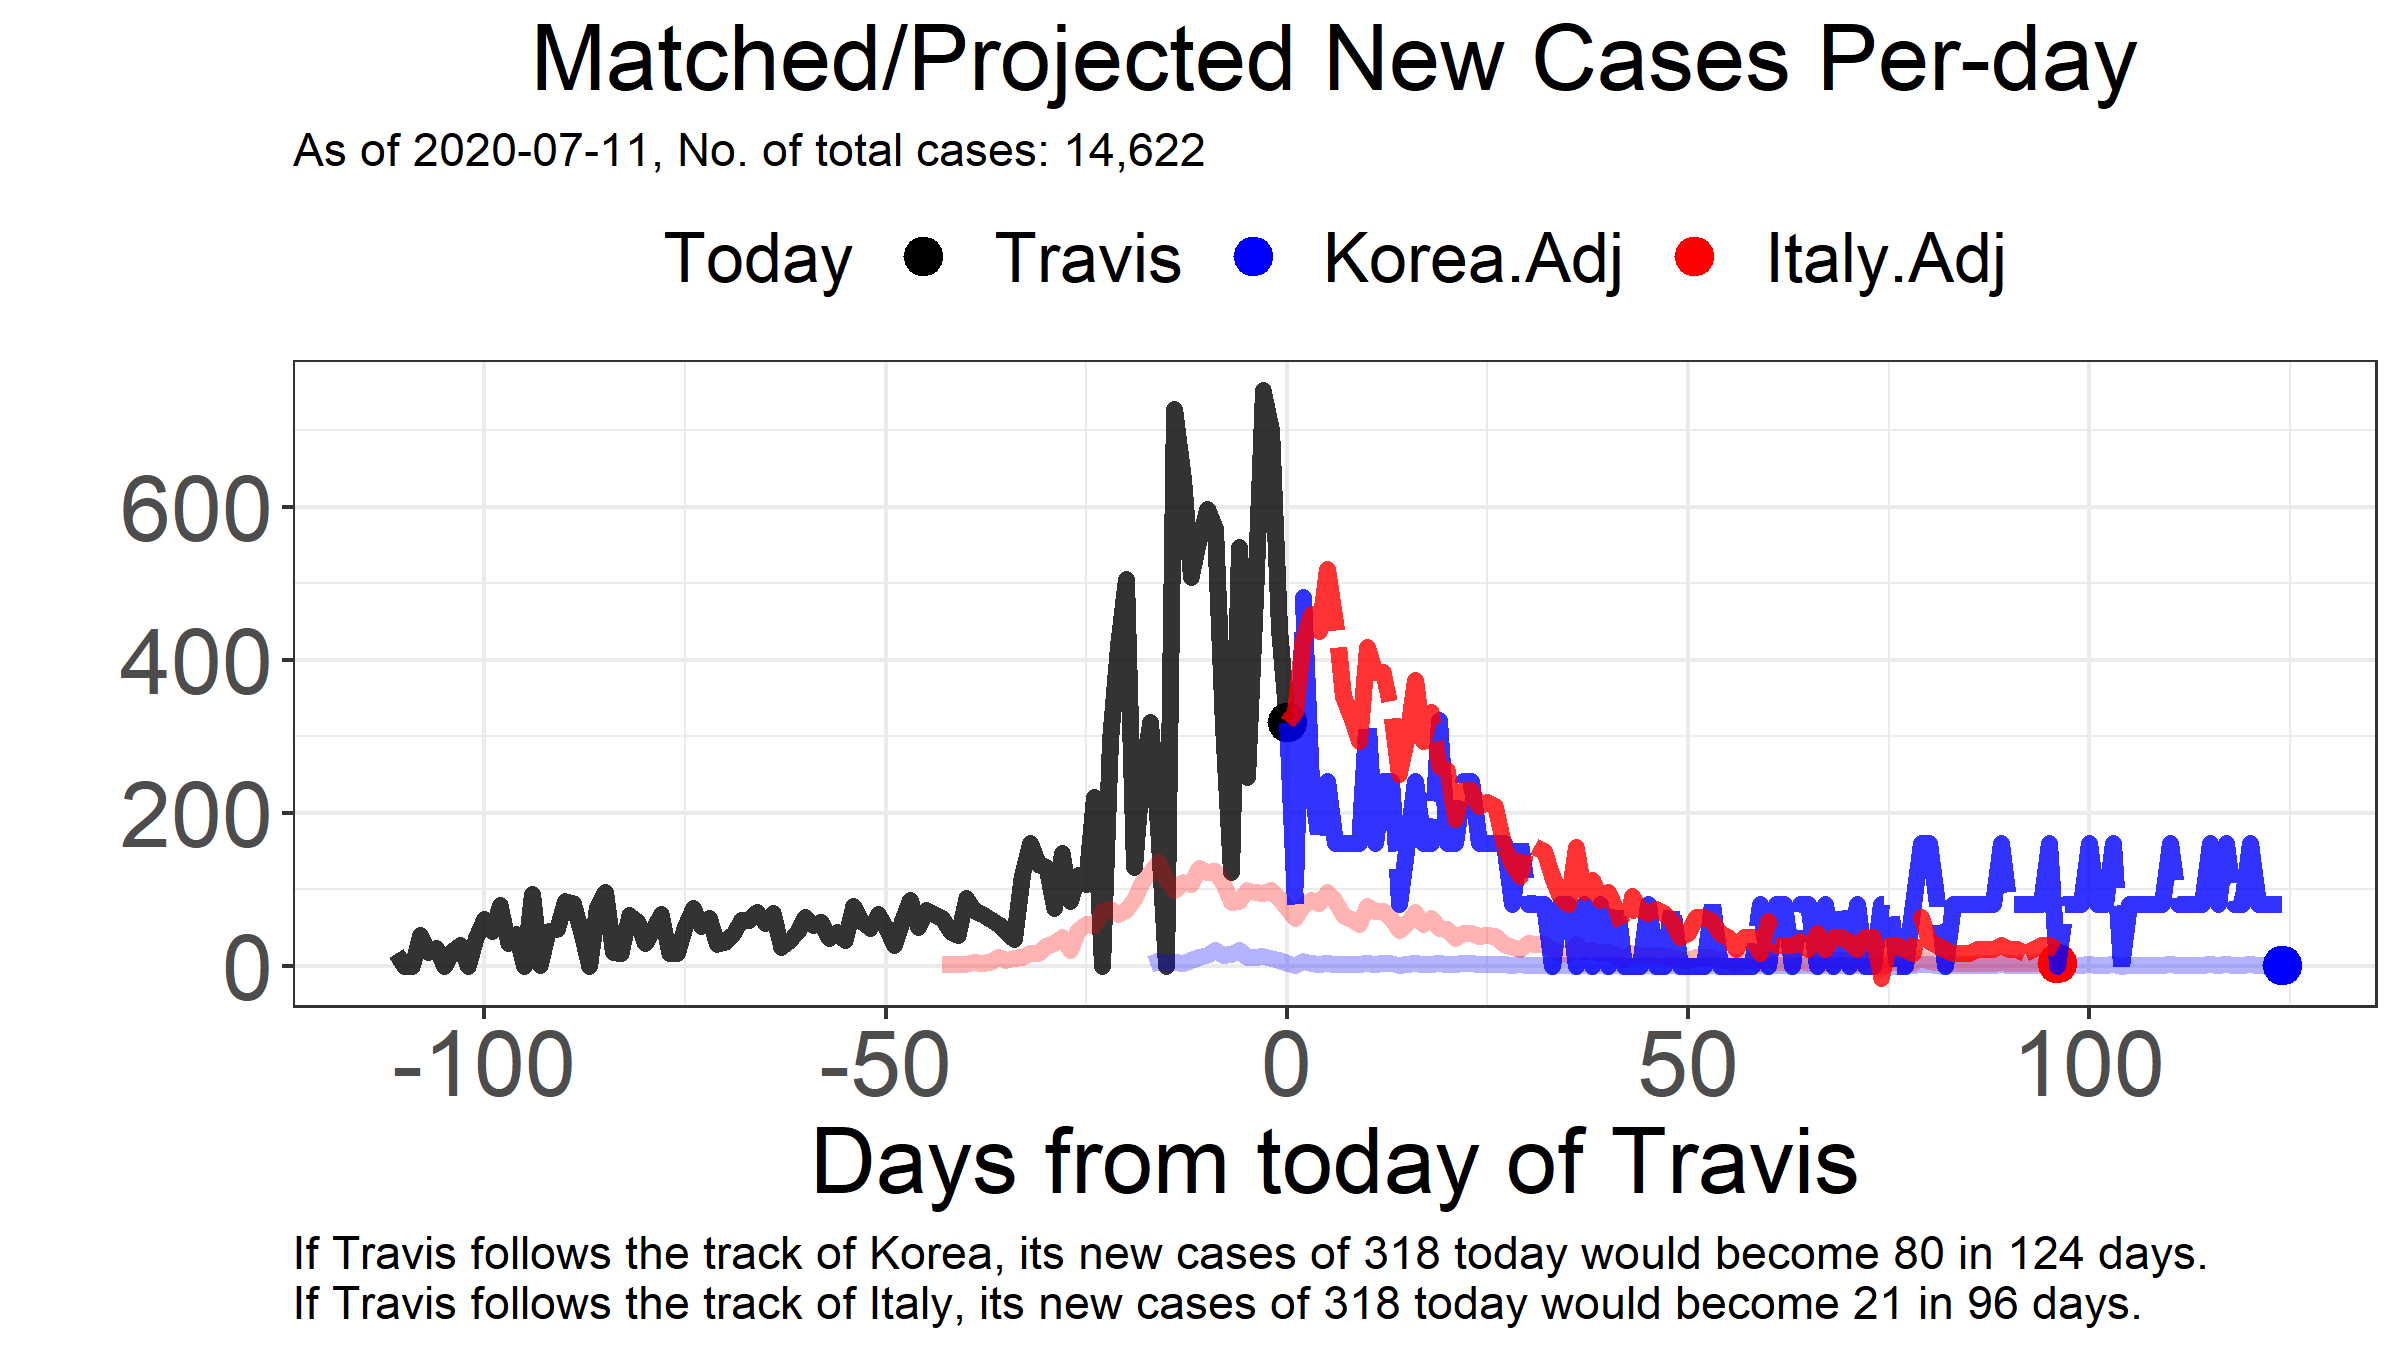 Matched/Projected New Cases Per-day
As of 2020-07-11, No. of total cases: 14,622
Today Travis Korea.Adj Italy.Adj
600
400
200
0
-100 -50 0 50 100
Days from today of Travis
If Travis follows the track of Korea, its new cases of 318 today would become 80 in 124 days.
If Travis follows the track of Italy, its new cases of 318 today would become 21 in 96 days.